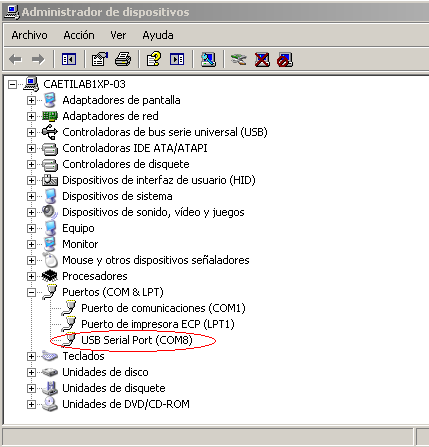 Administrador de dispositivos
Archivo Acción Ver Ayuda
CAETILAB1XP-03
Adaptadores de pantalla
Adaptadores de red
Controladoras de bus serie universal (USB)
Controladoras IDE ATA/ATAPI
Controladoras de disquete
Dispositivos de interfaz de usuario (HID)
Dispositivos de sistema
Dispositivos de sonido, vídeo y juegos
Equipo
Monitor
Mouse y otros dispositivos señaladores
Procesadores
Puertos (COM & LPT)
Puerto de comunicaciones (COM1)
Puerto de impresora ECP (LPT1)
USB Serial Port (COM8)
Teclados
Unidades de disco
Unidades de disquete
Unidades de DVD/CD-ROM